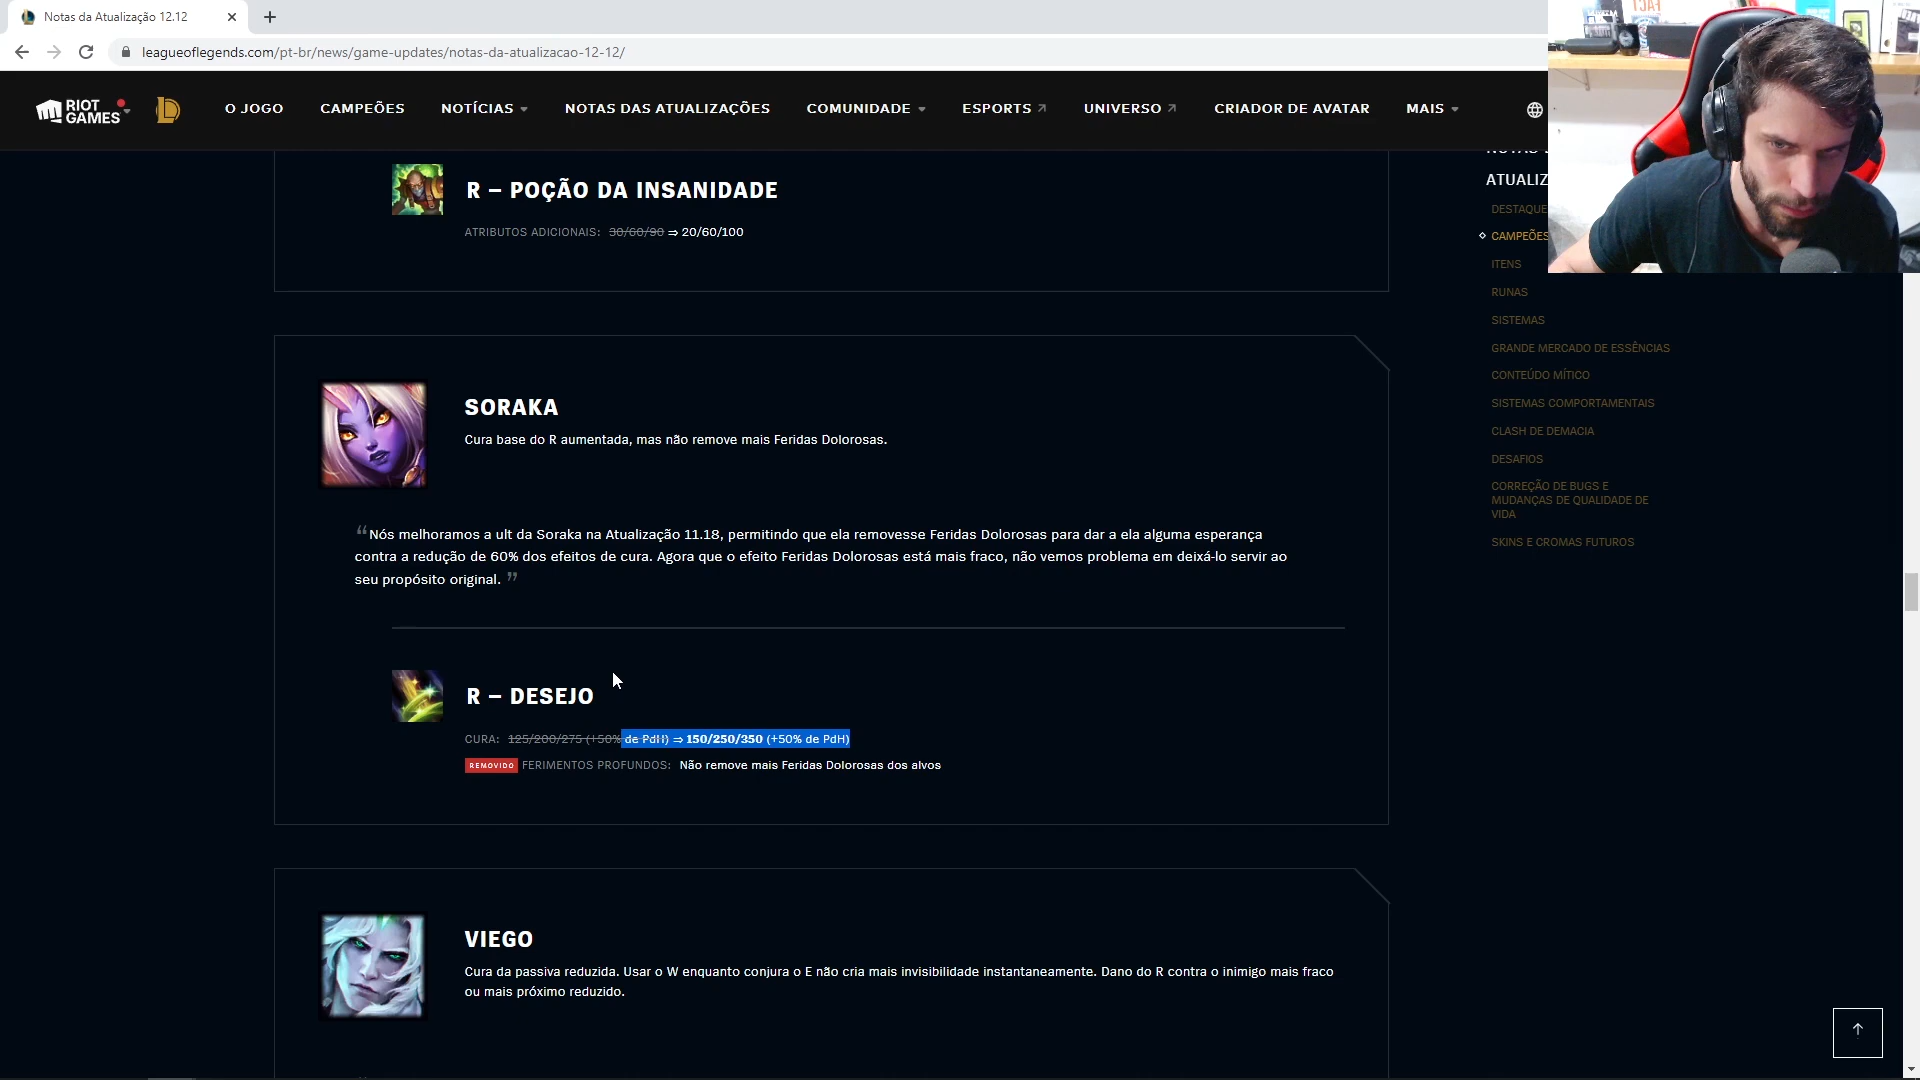 Notas da Atualização 12.12
leagueoflegends.com/pt-br/news/game-updates/notas-da-atualizacao-12-12/
RIOT GAMES
O JOGO
CAMPEÕES
NOTÍCIAS
NOTAS DAS ATUALIZAÇÕES
COMUNIDADE
ESPORTS
UNIVERSO
CRIADOR DE AVATAR
MAIS
R – POÇÃO DA INSANIDADE
ATRIBUTOS ADICIONAIS: 30/60/90 ⇒ 20/60/100
SORAKA
Cura base do R aumentada, mas não remove mais Feridas Dolorosas.
“Nós melhoramos a ult da Soraka na Atualização 11.18, permitindo que ela removesse Feridas Dolorosas para dar a ela alguma esperança
contra a redução de 60% dos efeitos de cura. Agora que o efeito Feridas Dolorosas está mais fraco, não vemos problema em deixá-lo servir ao
seu propósito original. ”
R – DESEJO
CURA: 125/200/275 (+50% de PdH) ⇒ 150/250/350 (+50% de PdH)
REMOVIDO FERIMENTOS PROFUNDOS: Não remove mais Feridas Dolorosas dos alvos
VIEGO
Cura da passiva reduzida. Usar o W enquanto conjura o E não cria mais invisibilidade instantaneamente. Dano do R contra o inimigo mais fraco
ou mais próximo reduzido.
ATUALIZ
DESTAQUE
CAMPEÕES
ITENS
RUNAS
SISTEMAS
GRANDE MERCADO DE ESSÊNCIAS
CONTEÚDO MÍTICO
SISTEMAS COMPORTAMENTAIS
CLASH DE DEMACIA
DESAFIOS
CORREÇÃO DE BUGS E
MUDANÇAS DE QUALIDADE DE
VIDA
SKINS E CROMAS FUTUROS
FACT